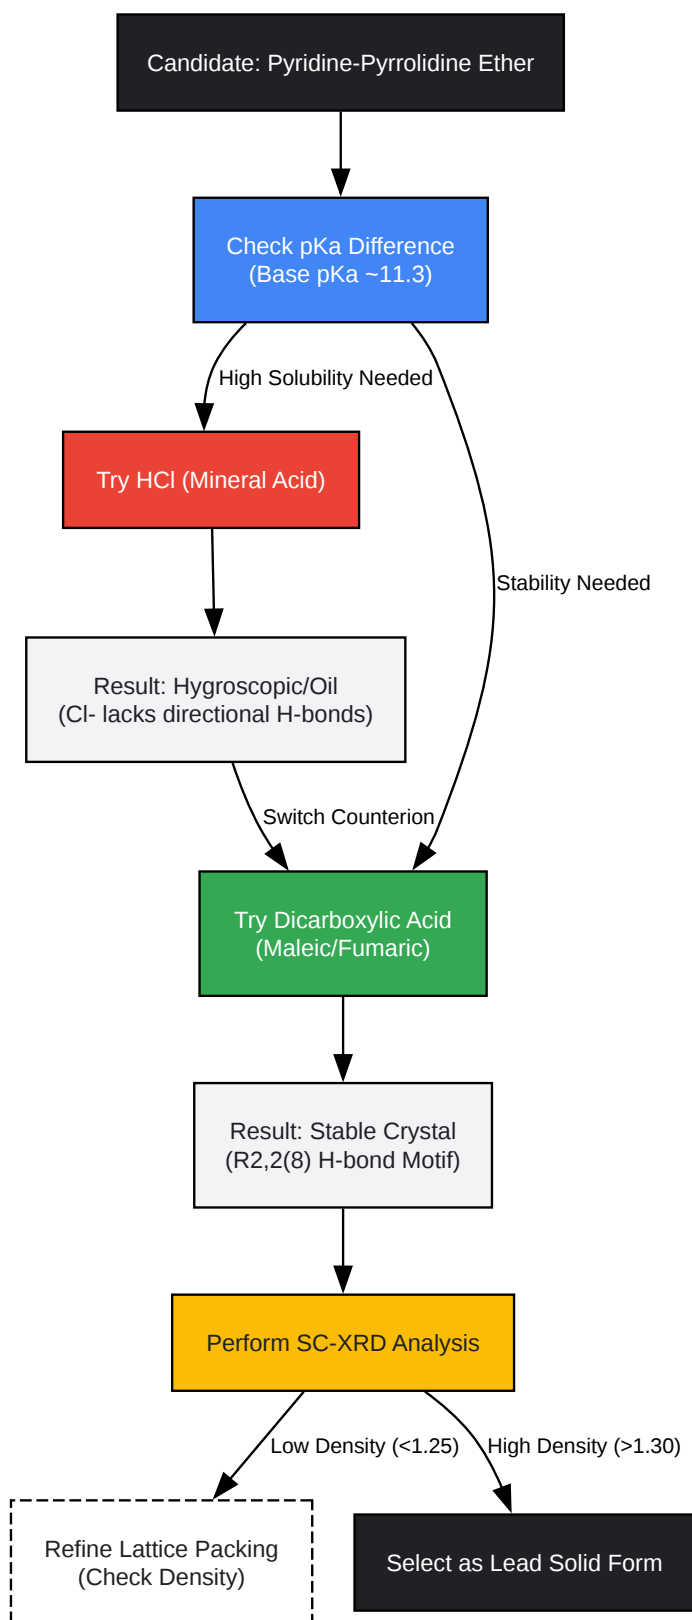 Candidate: Pyridine-Pyrrolidine Ether
Check pKa Difference
(Base pKa ~11.3)
High Solubility Needed
Try HCl (Mineral Acid)
Stability Needed
Result: Hygroscopic/Oil
(Cl- lacks directional H-bonds)
Switch Counterion
Try Dicarboxylic Acid
(Maleic/Fumaric)
Result: Stable Crystal
(R2,2(8) H-bond Motif)
Perform SC-XRD Analysis
Low Density (<1.25)
High Density (>1.30)
Refine Lattice Packing
(Check Density)
Select as Lead Solid Form